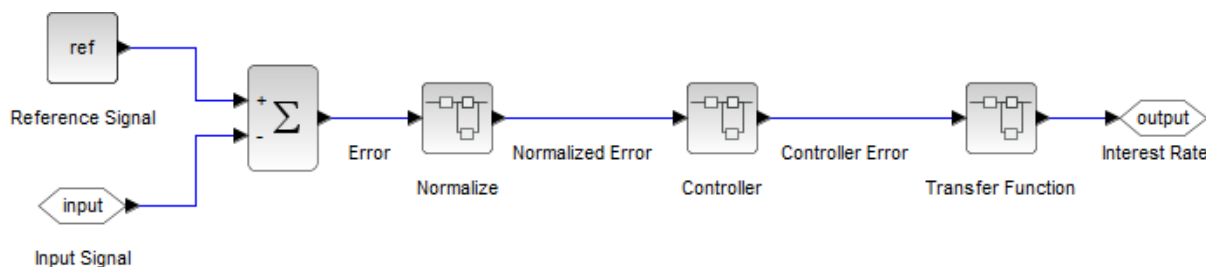 ref
Reference Signal
+
Σ
-
Error
Normalized Error
Controller Error
output
Interest Rate
Normalize
Controller
Transfer Function
input
Input Signal